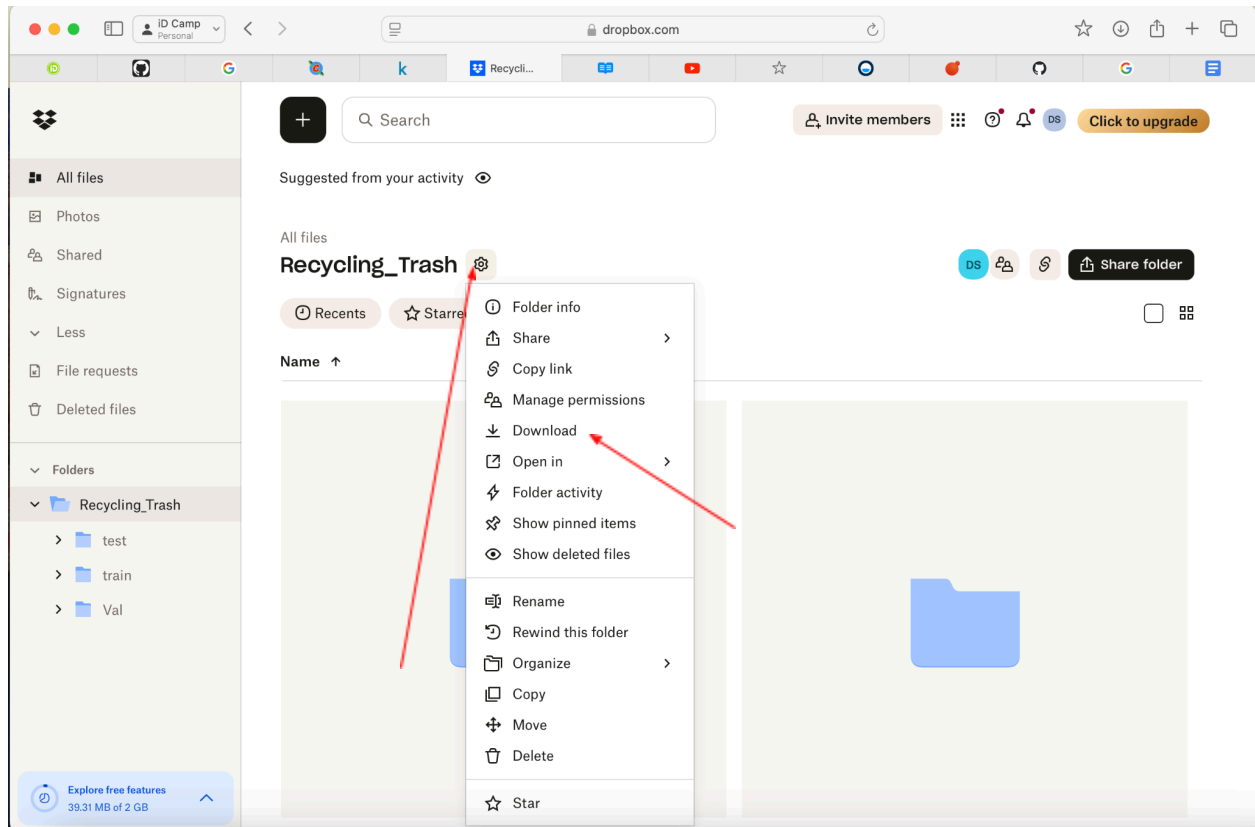 iD Camp
Personal
dropbox.com
Recycli...
Search
Invite members
DS
Click to upgrade
All files
Photos
Shared
Signatures
Less
File requests
Deleted files
Folders
Recycling_Trash
test
train
Val
Explore free features
39.31 MB of 2 GB
Suggested from your activity
All files
Recycling_Trash
DS
Share folder
Recents
Starre
Name
Folder info
Share
Copy link
Manage permissions
Download
Open in
Folder activity
Show pinned items
Show deleted files
Rename
Rewind this folder
Organize
Copy
Move
Delete
Star